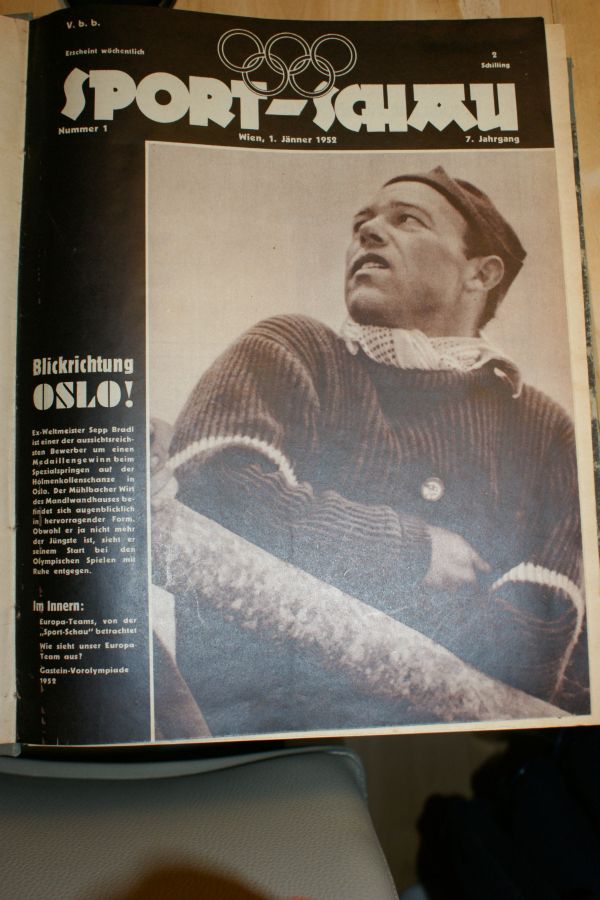 V. b. b.
Erscheint wöchentlich
2
Schilling
SPORT-SCHAU
Nummer 1
Wien, 1. Jänner 1952
7. Jahrgang
Blickrichtung
OSLO!
Ex-Weltmeister Sepp Bradl
ist einer der aussichtsreich-
sten Bewerber um einen
Medaillengewinn beim
Spezialspringen auf der
Holmenkollenschanze in
Oslo. Der Mühlbacher Wirt
des Mandlwandhauses be-
findet sich augenblicklich
in hervorragender Form.
Obwohl er ja nicht mehr
der Jüngste ist, sieht er
seinem Start bei den
Olympischen Spielen mit
Ruhe entgegen.
Im Innern:
Europa-Teams, von der
„Sport-Schau" betrachtet
Wie sieht unser Europa-
Team aus?
Gastein-Vorolympiade
1952